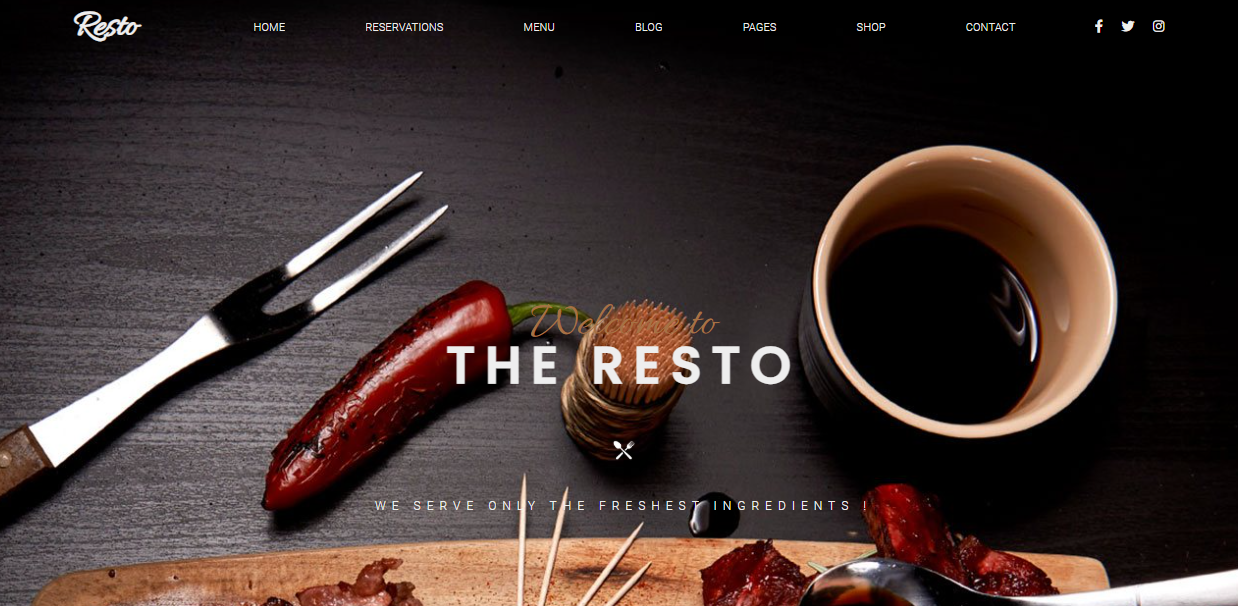 Resto HOME RESERVATIONS MENU BLOG PAGES SHOP CONTACT
Welcome to
THE RESTO
WE SERVE ONLY THE FRESHEST INGREDIENTS !